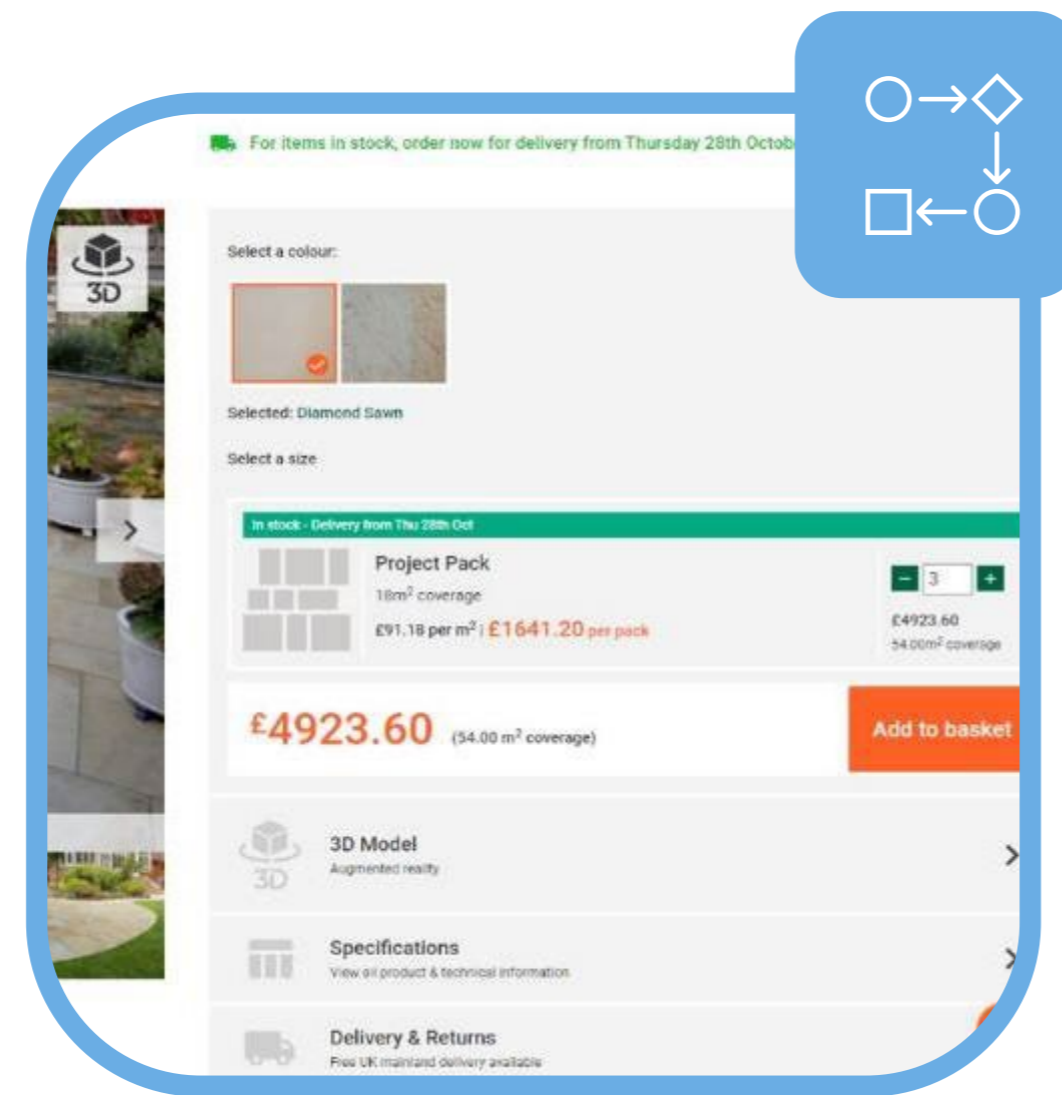 For items in stock, order now for delivery from Thursday 28th Octob
3D
Select a colour:
Selected: Diamond Sawn
Select a size
In stock - Delivery from Thu 28th Oct
Project Pack
18m² coverage
£91.18 per m² | £1641.20 per pack
- 3 +
£4923.60
54.00m² coverage
£4923.60 (54.00 m² coverage)
Add to basket
3D
3D Model
Augmented reality
Specifications
View all product & technical information
Delivery & Returns
Free UK mainland delivery available